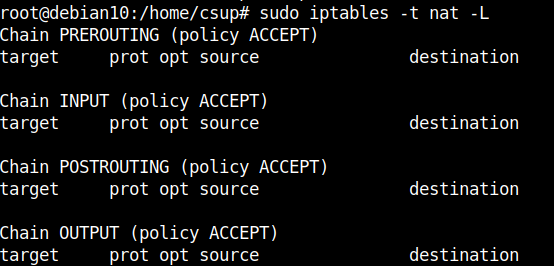 root@debian10:/home/csup# sudo iptables -t nat -L
Chain PREROUTING (policy ACCEPT)
target     prot opt source               destination
Chain INPUT (policy ACCEPT)
target     prot opt source               destination
Chain POSTROUTING (policy ACCEPT)
target     prot opt source               destination
Chain OUTPUT (policy ACCEPT)
target     prot opt source               destination